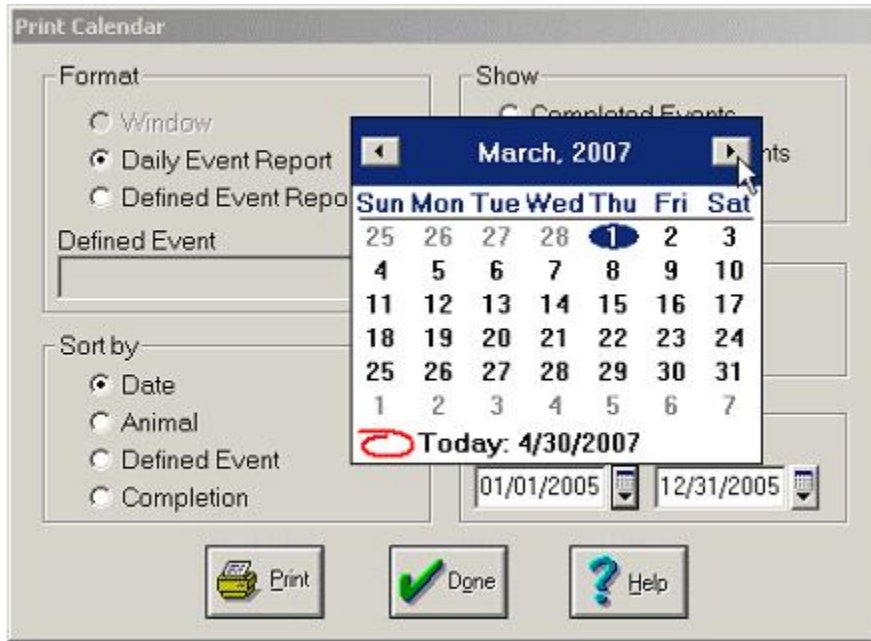 Print Calendar
Format
Window
Daily Event Report
Defined Event Repo
Defined Event
Sort by
Date
Animal
Defined Event
Completion
Show
Completed Events
nts
March, 2007
Sun Mon Tue Wed Thu Fri Sat
25 26 27 28 1 2 3
4 5 6 7 8 9 10
11 12 13 14 15 16 17
18 19 20 21 22 23 24
25 26 27 28 29 30 31
1 2 3 4 5 6 7
Today: 4/30/2007
01/01/2005 12/31/2005
Print Done Help